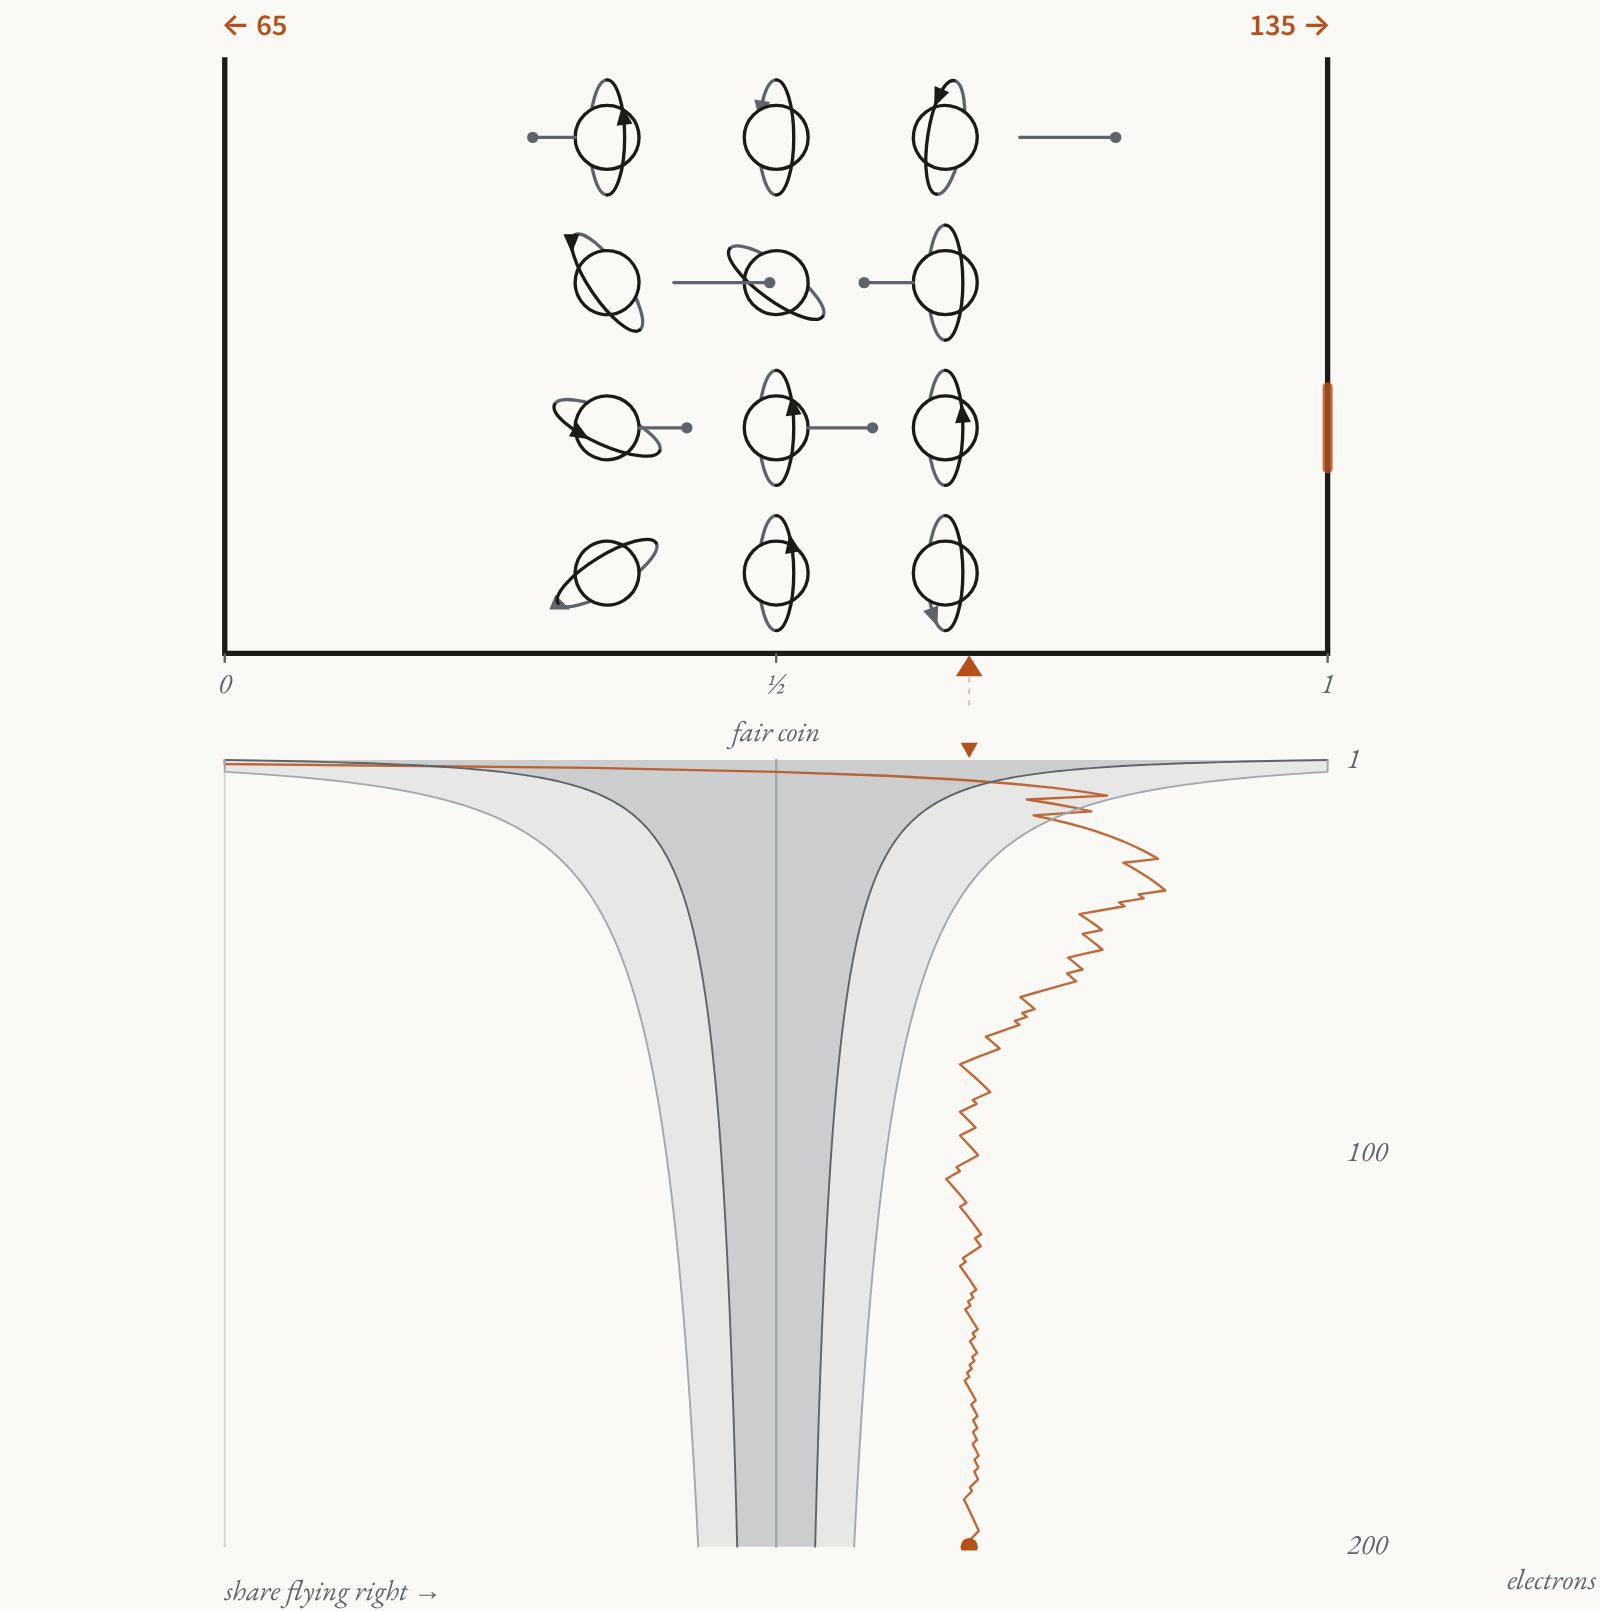 ← 65
135 →
0
½
1
fair coin
1
100
200
electrons
share flying right →